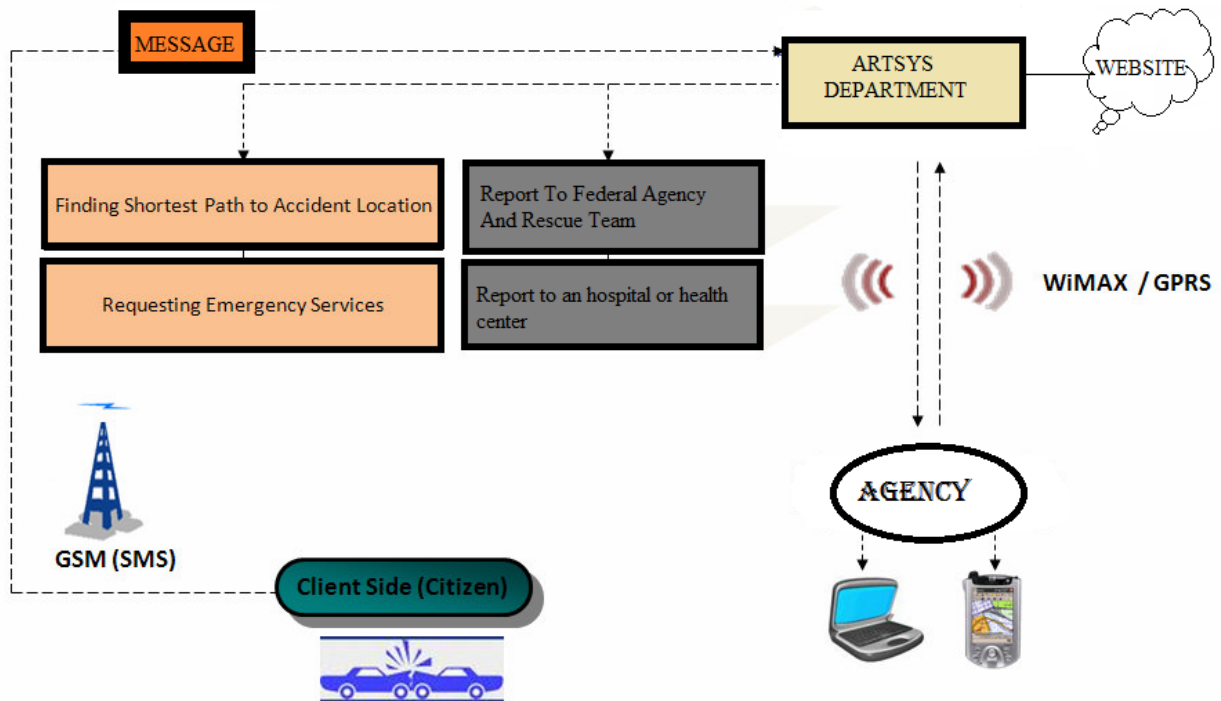 MESSAGE
ARTSYS
DEPARTMENT
WEBSITE
Finding Shortest Path to Accident Location
Report To Federal Agency
And Rescue Team
Requesting Emergency Services
Report to an hospital or health
center
WiMAX / GPRS
AGENCY
GSM (SMS)
Client Side (Citizen)